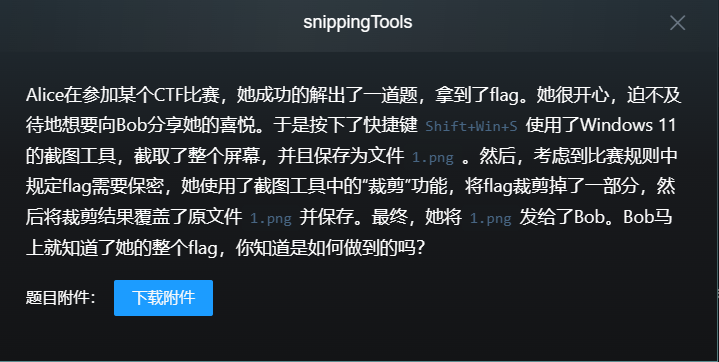 snippingTools
Alice在参加某个CTF比赛，她成功的解出了一道题，拿到了flag。她很开心，迫不及
待地想要向Bob分享她的喜悦。于是按下了快捷键 Shift+Win+S 使用了Windows 11
的截图工具，截取了整个屏幕，并且保存为文件 1.png 。然后，考虑到比赛规则中
规定flag需要保密，她使用了截图工具中的“裁剪”功能，将flag裁剪掉了一部分，然
后将裁剪结果覆盖了原文件 1.png 并保存。最终，她将 1.png 发给了Bob。Bob马
上就知道了她的整个flag，你知道是如何做到的吗？
题目附件： 下载附件